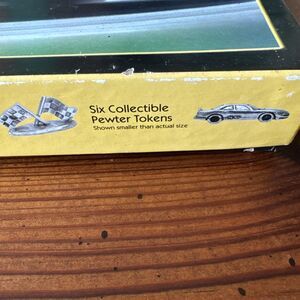 Six Collectible
Pewter Tokens
Shown smaller than actual size